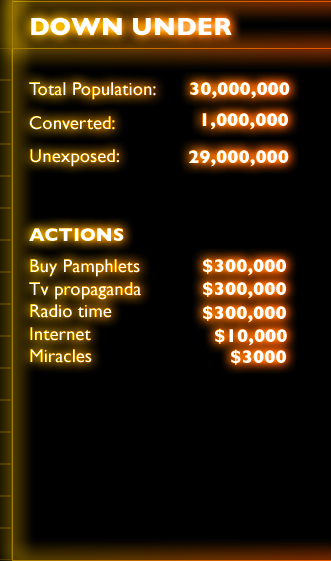 DOWN UNDER
Total Population: 30,000,000
Converted: 1,000,000
Unexposed: 29,000,000
ACTIONS
Buy Pamphlets $300,000
Tv propaganda $300,000
Radio time $300,000
Internet $10,000
Miracles $3000